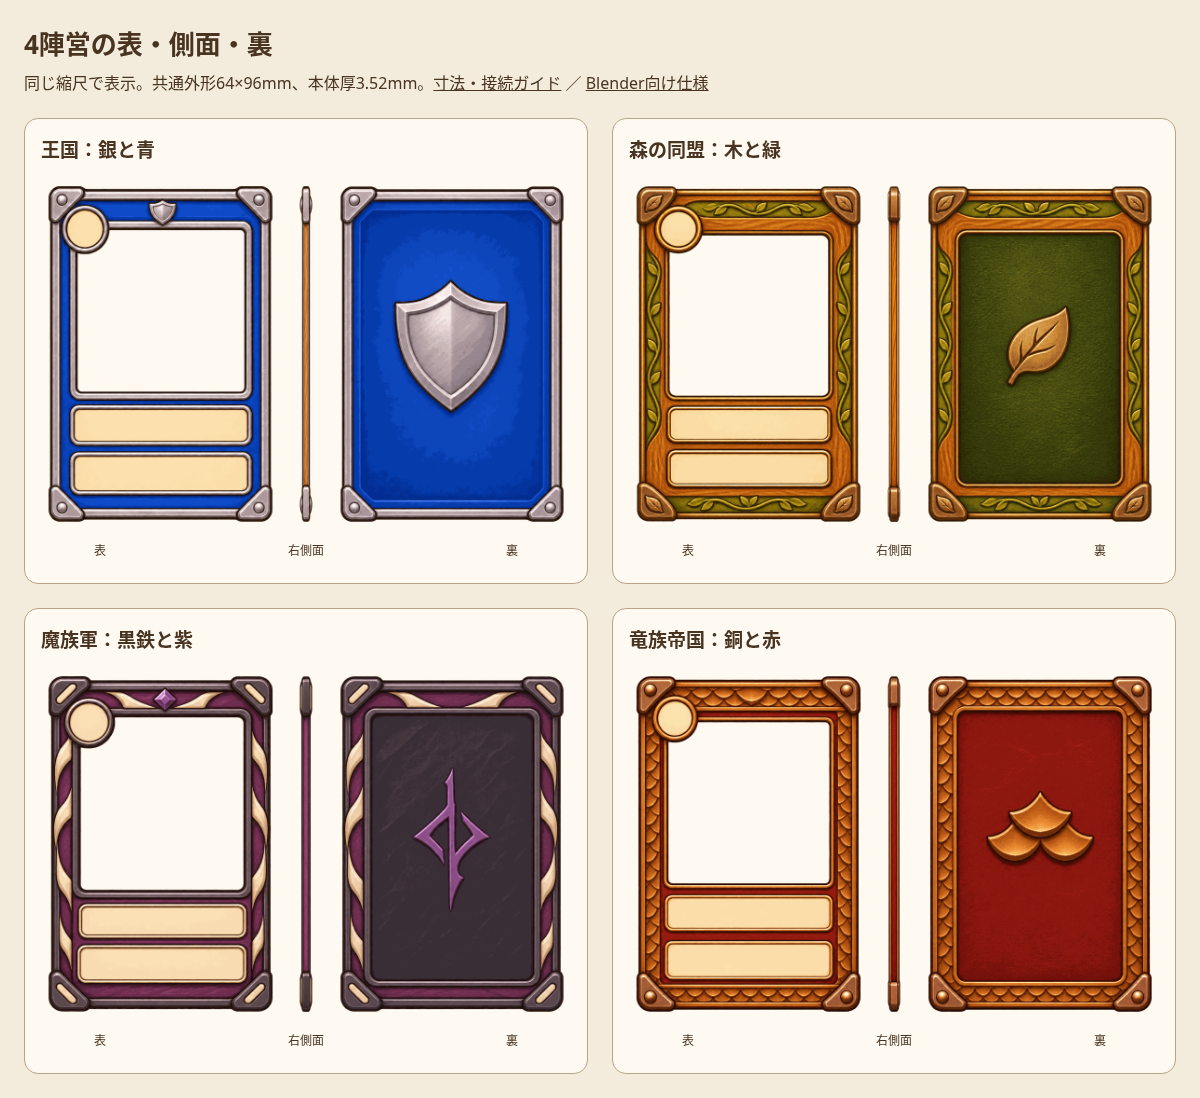 4陣営の表・側面・裏
同じ縮尺で表示。共通外形64×96mm、本体厚3.52mm。寸法・接続ガイド ／ Blender向け仕様
王国：銀と青
表
右側面
裏
森の同盟：木と緑
表
右側面
裏
魔族軍：黒鉄と紫
表
右側面
裏
竜族帝国：銅と赤
表
右側面
裏